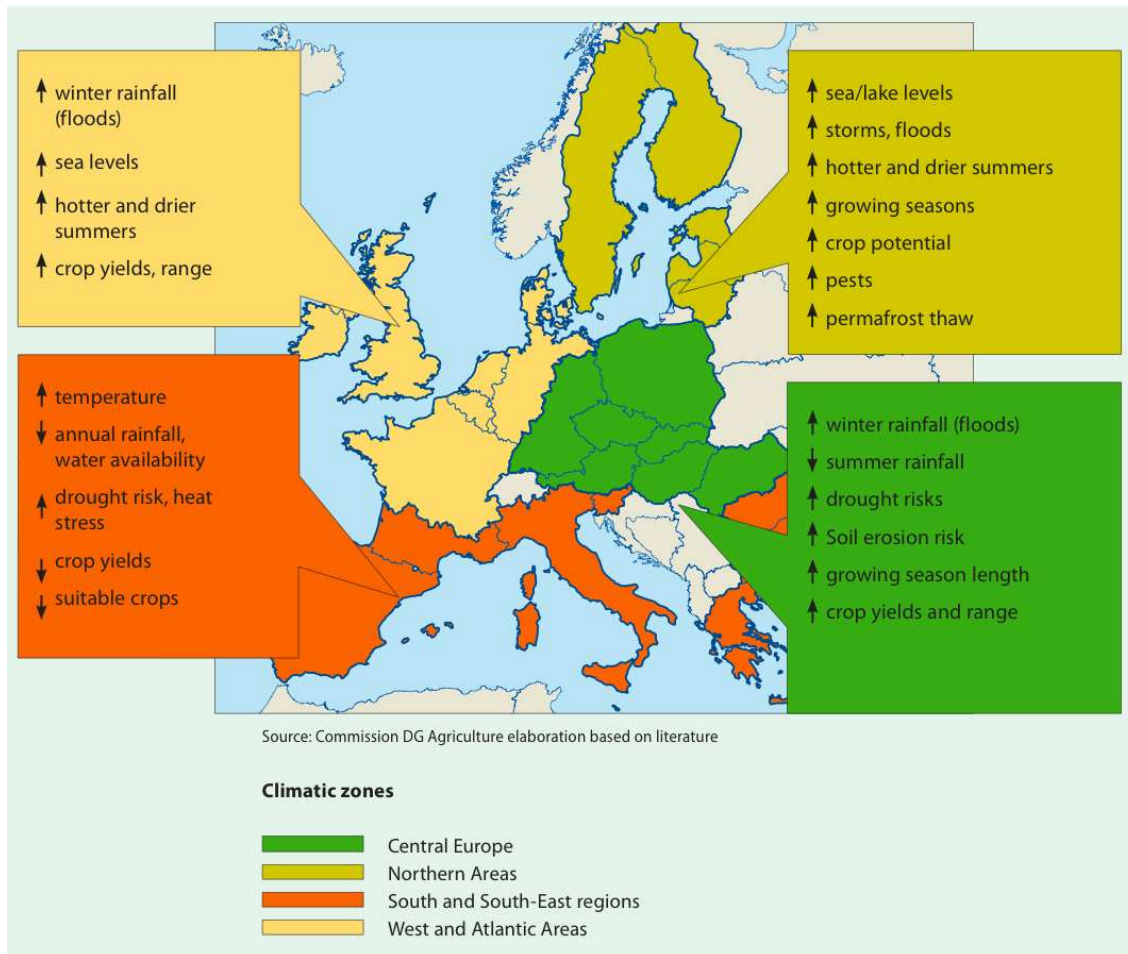 ↑ winter rainfall
(floods)
↑ sea levels
↑ hotter and drier
summers
↑ crop yields, range
↑ sea/lake levels
↑ storms, floods
↑ hotter and drier summers
↑ growing seasons
↑ crop potential
↑ pests
↑ permafrost thaw
↑ temperature
↓ annual rainfall,
water availability
↑ drought risk, heat
stress
↓ crop yields
↓ suitable crops
↑ winter rainfall (floods)
↓ summer rainfall
↑ drought risks
↑ Soil erosion risk
↑ growing season length
↑ crop yields and range
Source: Commission DG Agriculture elaboration based on literature
Climatic zones
Central Europe
Northern Areas
South and South-East regions
West and Atlantic Areas